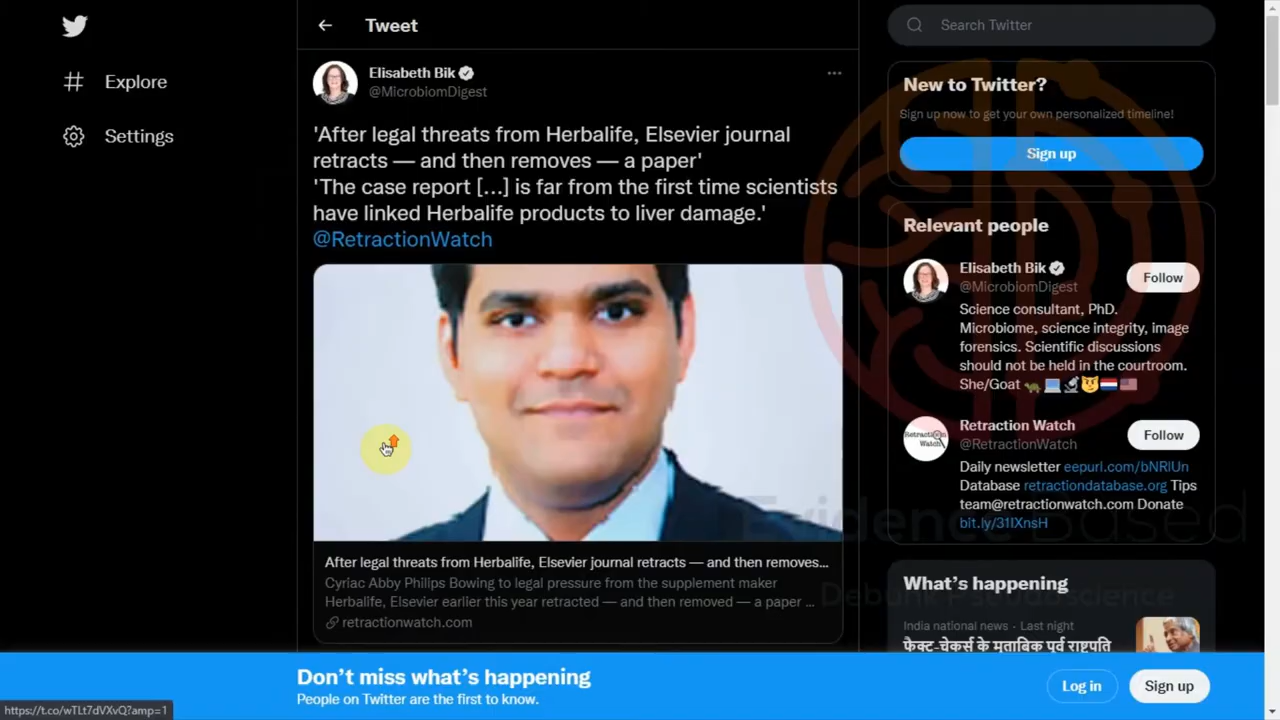 Tweet
Search Twitter
Explore
Settings
Elisabeth Bik
@MicrobiomDigest
'After legal threats from Herbalife, Elsevier journal
retracts — and then removes — a paper'
'The case report [...] is far from the first time scientists
have linked Herbalife products to liver damage.'
@RetractionWatch
After legal threats from Herbalife, Elsevier journal retracts — and then removes...
Cyriac Abby Philips Bowing to legal pressure from the supplement maker
Herbalife, Elsevier earlier this year retracted — and then removed — a paper ...
retractionwatch.com
New to Twitter?
Sign up now to get your own personalized timeline!
Sign up
Relevant people
Elisabeth Bik
@MicrobiomDigest
Follow
Science consultant, PhD.
Microbiome, science integrity, image
forensics. Scientific discussions
should not be held in the courtroom.
She/Goat
Retraction Watch
@RetractionWatch
Follow
Retraction
Watch
Daily newsletter eepurl.com/bNRlUn
Database retractiondatabase.org Tips
team@retractionwatch.com Donate
bit.ly/31IXnsH
Evidence Based
Debunk Pseudoscience
What's happening
India national news · Last night
फैक्ट-चेकर्स के मुताबिक पूर्व राष्ट्रपति
Don't miss what's happening
People on Twitter are the first to know.
Log in
Sign up
https://t.co/wTLt7dVXvQ?amp=1